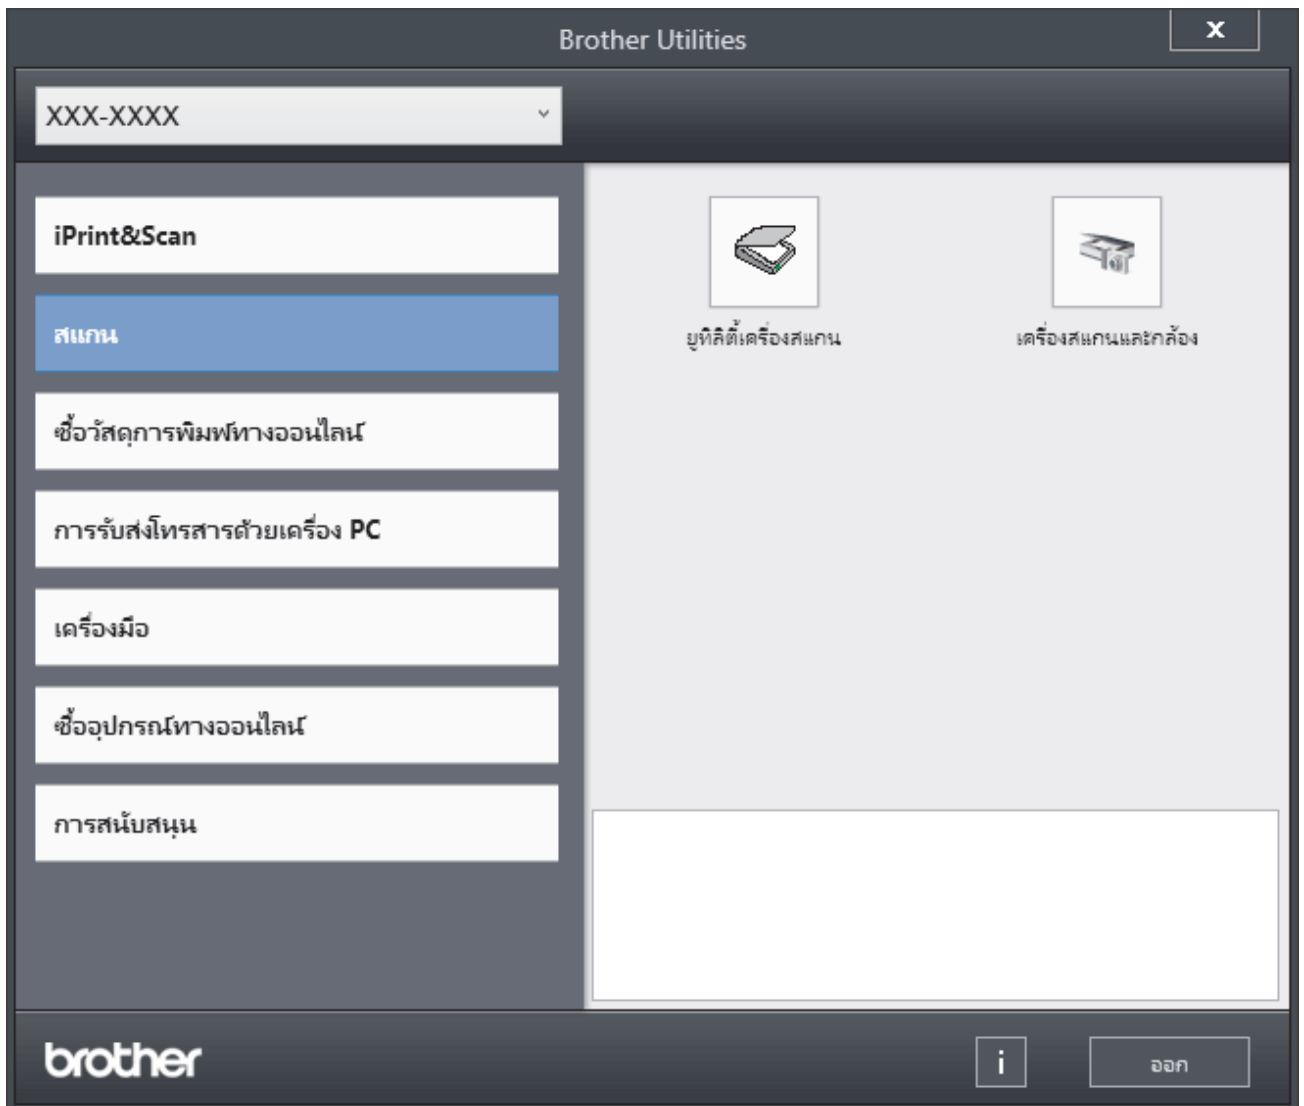 Brother Utilities
X
XXX-XXXX
iPrint&Scan
สแกน
ซื้อวัสดุการพิมพ์ทางออนไลน์
การรับส่งโทรสารด้วยเครื่อง PC
เครื่องมือ
ซื้ออุปกรณ์ทางออนไลน์
การสนับสนุน
ยูทิลิตี้เครื่องสแกน
เครื่องสแกนและกล้อง
brother
i
ออก